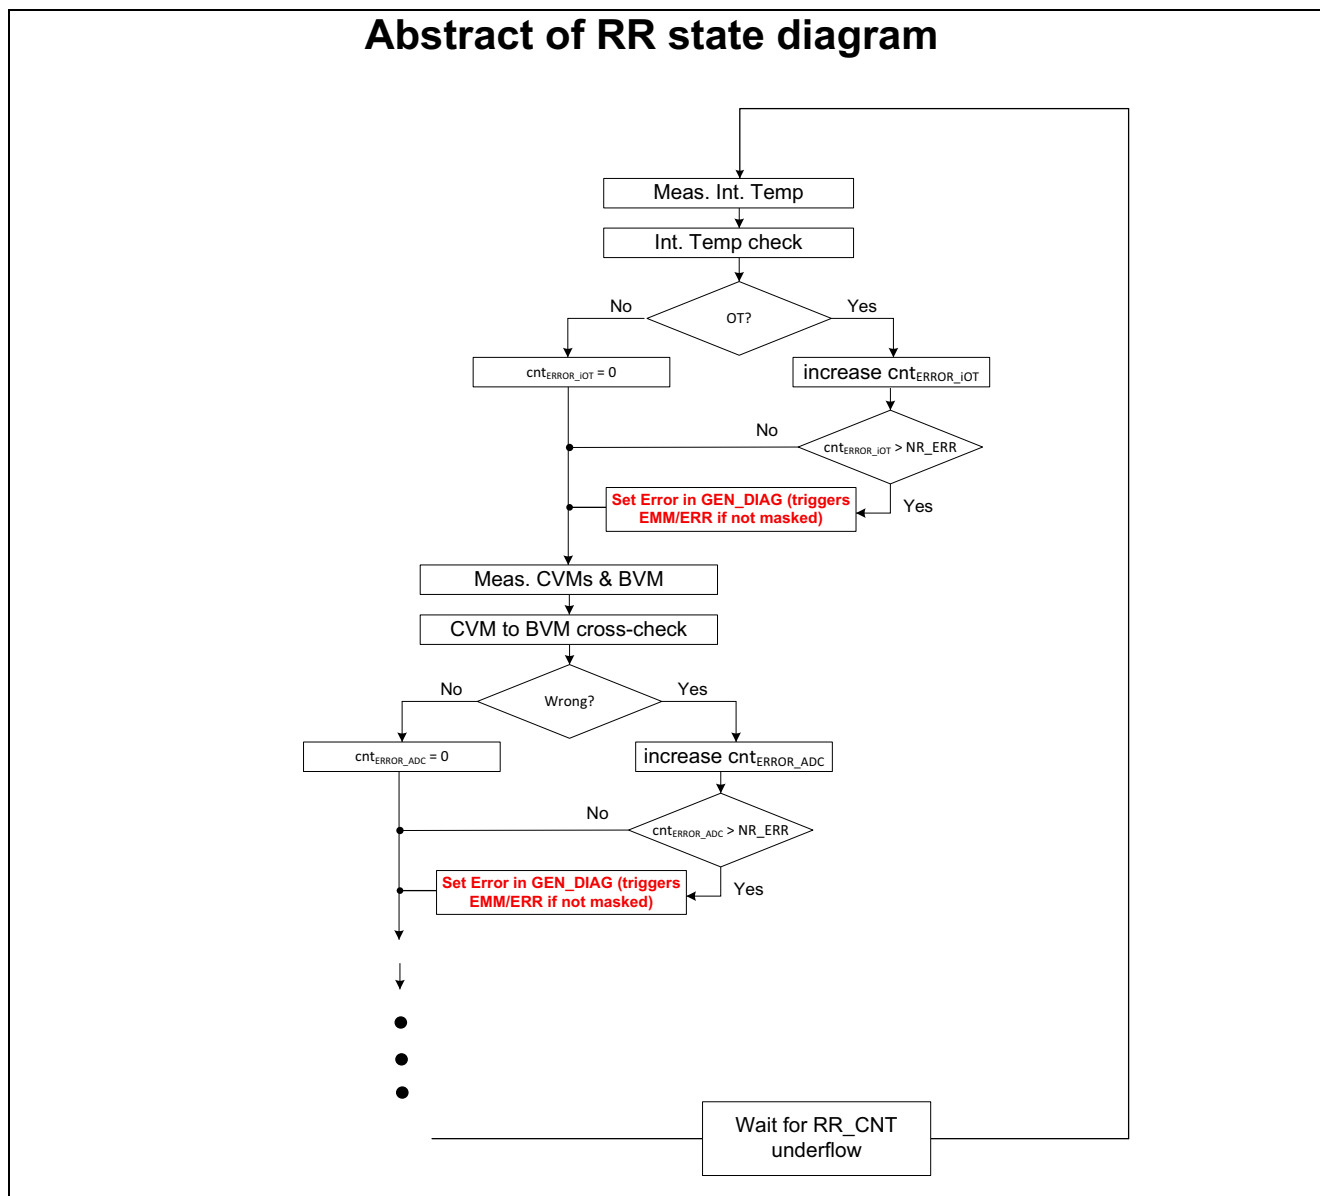 Abstract of RR state diagram
Meas. Int. Temp
Int. Temp check
No
OT?
Yes
cntERROR_iOT = 0
increase cntERROR_iOT
No
cntERROR_iOT > NR_ERR
Set Error in GEN_DIAG (triggers
EMM/ERR if not masked)
Yes
Meas. CVMs & BVM
CVM to BVM cross-check
No
Wrong?
Yes
cntERROR_ADC = 0
increase cntERROR_ADC
No
cntERROR_ADC > NR_ERR
Set Error in GEN_DIAG (triggers
EMM/ERR if not masked)
Yes
Wait for RR_CNT
underflow